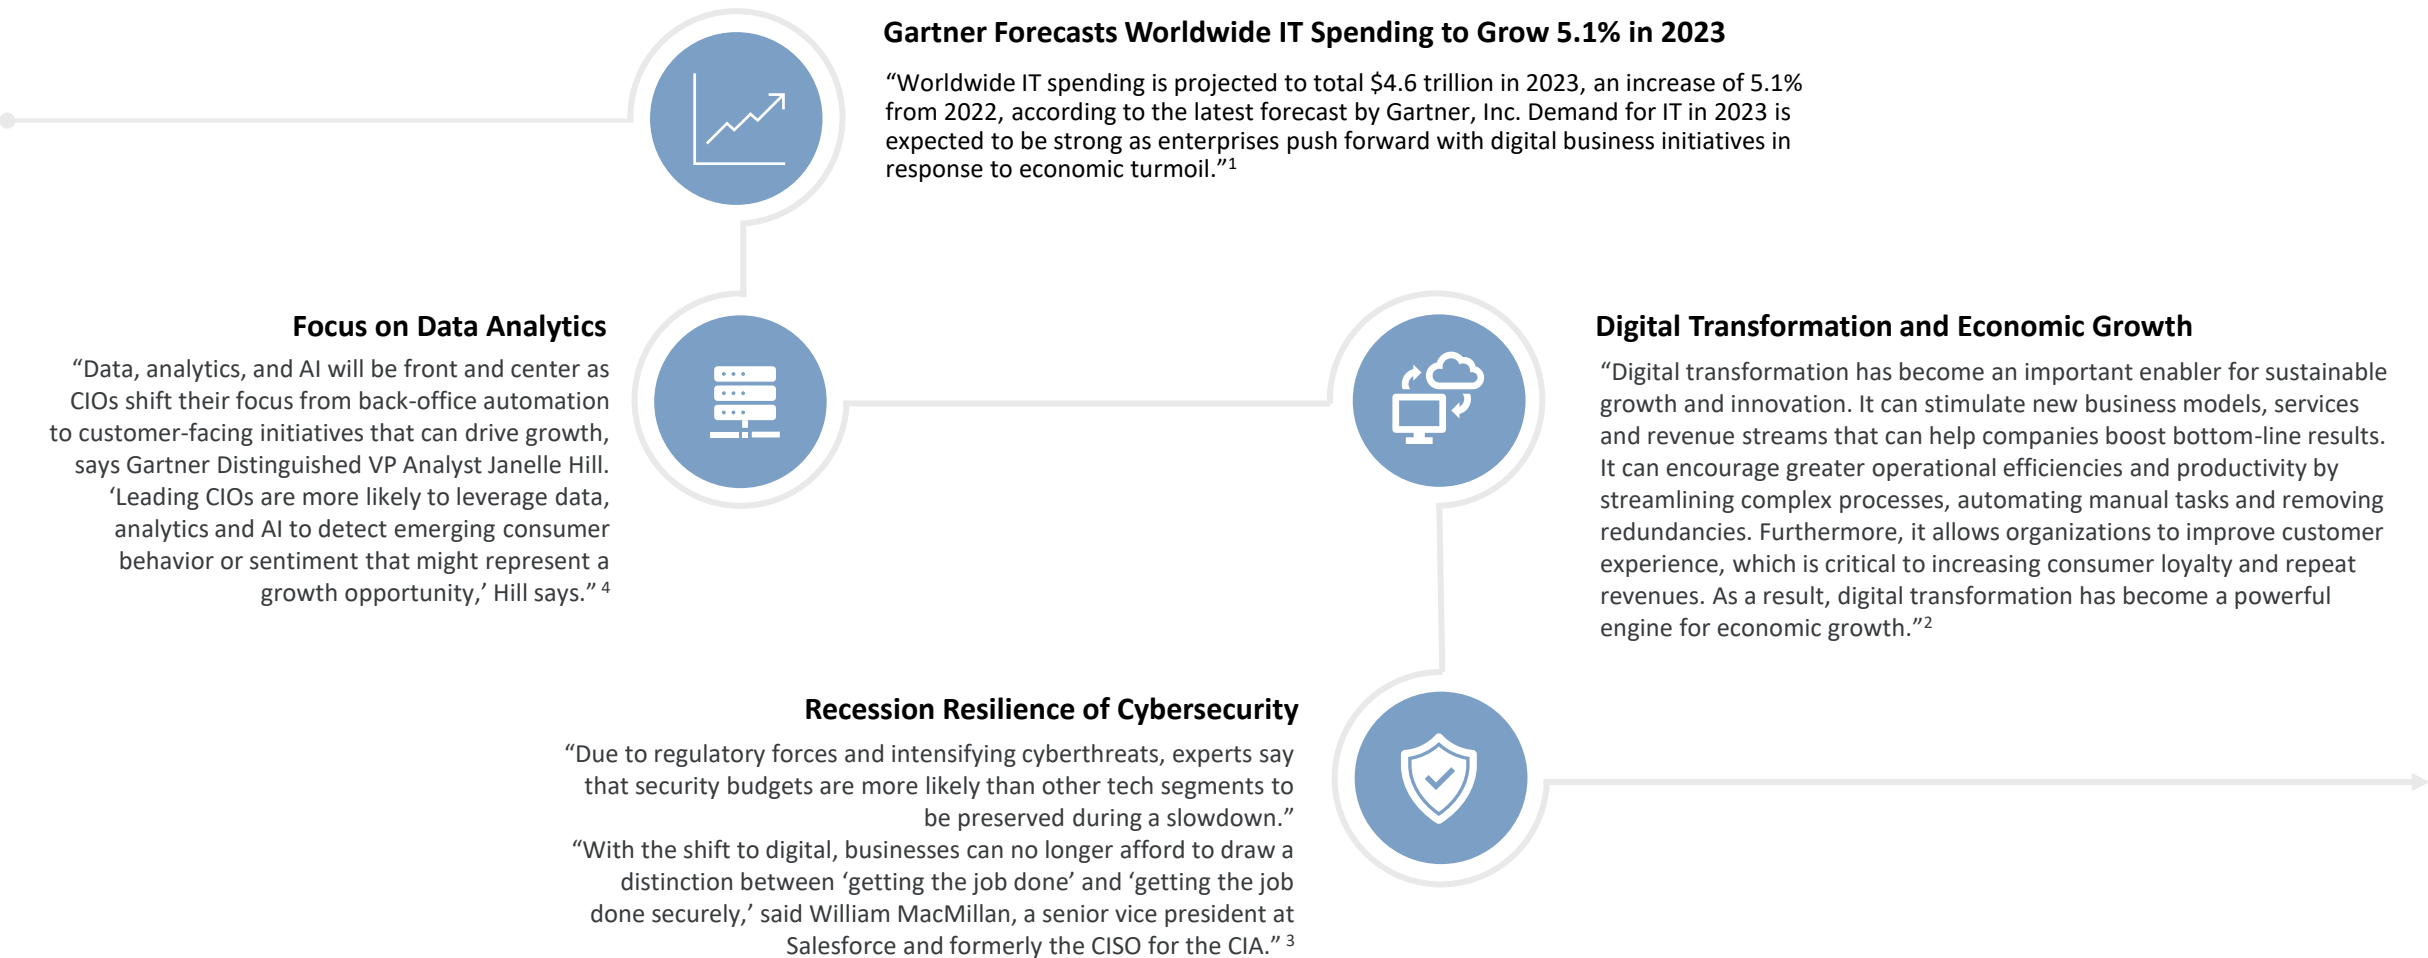 Gartner Forecasts Worldwide IT Spending to Grow 5.1% in 2023
“Worldwide IT spending is projected to total $4.6 trillion in 2023, an increase of 5.1%
from 2022, according to the latest forecast by Gartner, Inc. Demand for IT in 2023 is
expected to be strong as enterprises push forward with digital business initiatives in
response to economic turmoil.”1
Focus on Data Analytics
“Data, analytics, and AI will be front and center as
CIOs shift their focus from back-office automation
to customer-facing initiatives that can drive growth,
says Gartner Distinguished VP Analyst Janelle Hill.
‘Leading CIOs are more likely to leverage data,
analytics and AI to detect emerging consumer
behavior or sentiment that might represent a
growth opportunity,’ Hill says.” 4
Digital Transformation and Economic Growth
“Digital transformation has become an important enabler for sustainable
growth and innovation. It can stimulate new business models, services
and revenue streams that can help companies boost bottom-line results.
It can encourage greater operational efficiencies and productivity by
streamlining complex processes, automating manual tasks and removing
redundancies. Furthermore, it allows organizations to improve customer
experience, which is critical to increasing consumer loyalty and repeat
revenues. As a result, digital transformation has become a powerful
engine for economic growth.”2
Recession Resilience of Cybersecurity
“Due to regulatory forces and intensifying cyberthreats, experts say
that security budgets are more likely than other tech segments to
be preserved during a slowdown.”
“With the shift to digital, businesses can no longer afford to draw a
distinction between ‘getting the job done’ and ‘getting the job
done securely,’ said William MacMillan, a senior vice president at
Salesforce and formerly the CISO for the CIA.” 3